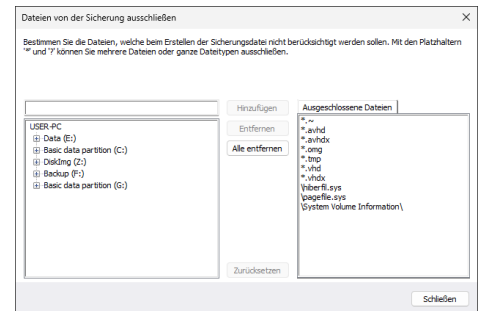 Dateien von der Sicherung ausschließen
Bestimmen Sie die Dateien, welche beim Erstellen der Sicherungsdatei nicht berücksichtigt werden sollen. Mit den Platzhaltern
'*' und '?' können Sie mehrere Dateien oder ganze Dateitypen ausschließen.
Hinzufügen
Entfernen
Alle entfernen
Zurücksetzen
USER-PC
Data (E:)
Basic data partition (C:)
DiskImg (Z:)
Backup (F:)
Basic data partition (G:)
Ausgeschlossene Dateien
*.~
*.avhd
*.avhdx
*.omg
*.tmp
*.vhd
*.vhdx
\hiberfil.sys
\pagefile.sys
\System Volume Information\
Schließen